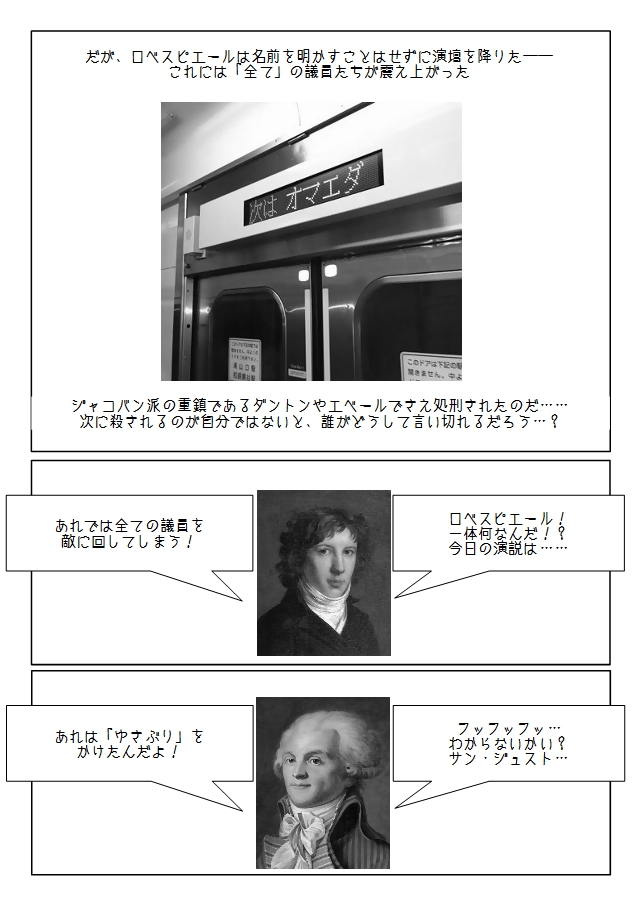 だが、ロベスピエールは名前を明かすことはせずに演壇を降りた――
これには「全て」の議員たちが震え上がった
次は オマエダ
このドアは下記の駅
開きません。中ほ
ジャコバン派の重鎮であるダントンやエベールでさえ処刑されたのだ……
次に殺されるのが自分ではないと、誰がどうして言い切れるだろう…？
ロベスピエール！
一体何なんだ！？
今日の演説は……
あれでは全ての議員を
敵に回してしまう！
フッフッフッ…
わからないかい？
サン・ジュスト…
あれは「ゆさぶり」を
かけたんだよ！